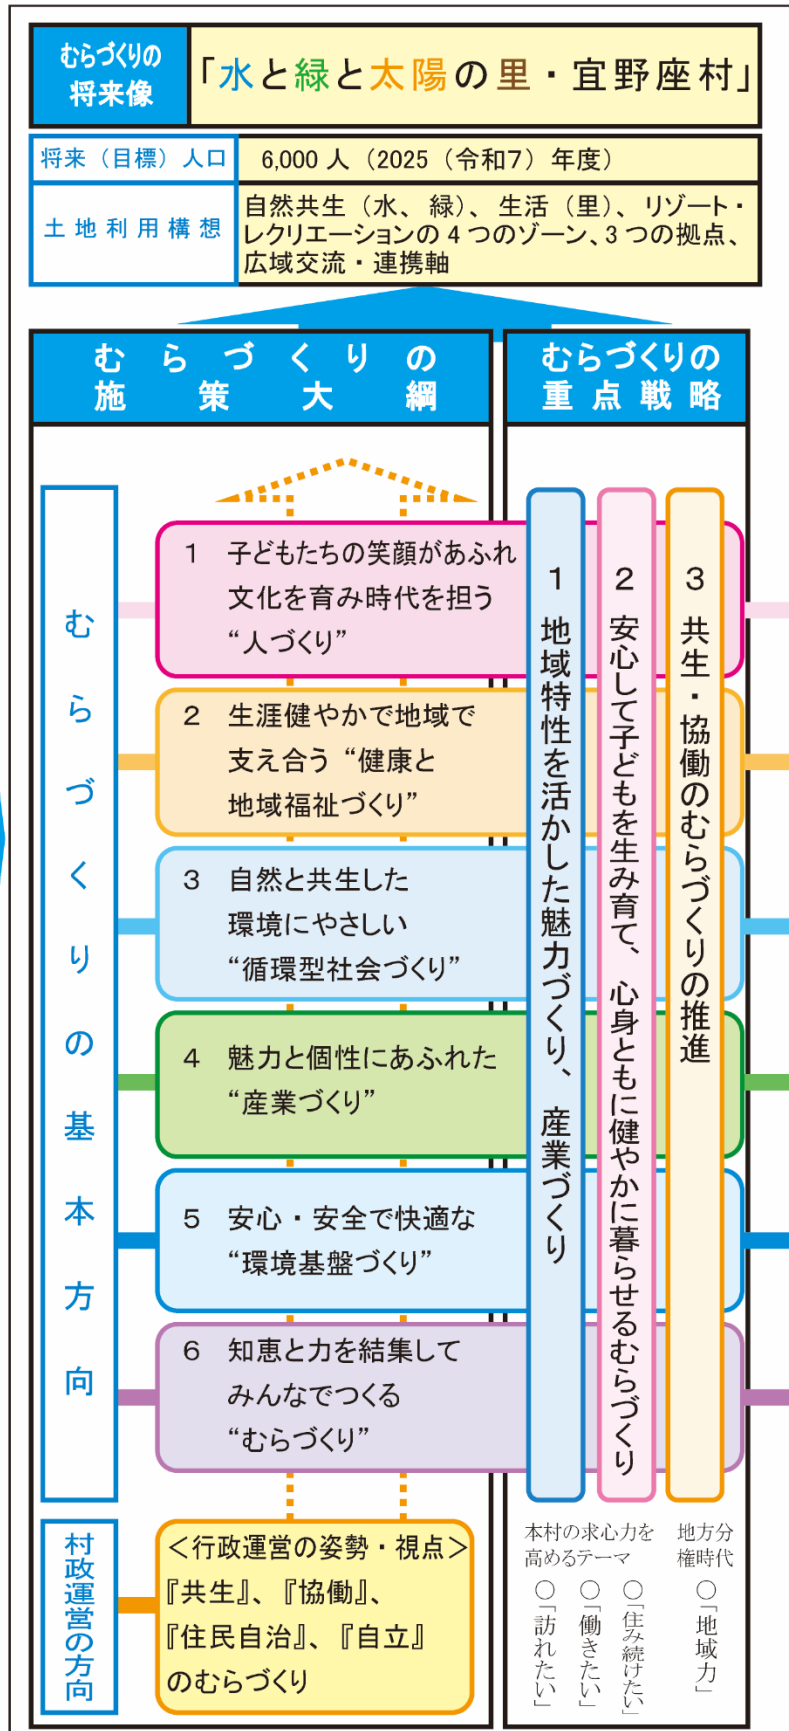 むらづくりの
将来像
「水と緑と太陽の里・宜野座村」
将来（目標）人口
6,000 人（2025（令和7）年度）
土地利用構想
自然共生（水、緑）、生活（里）、リゾート・
レクリエーションの4つのゾーン、3つの拠点、
広域交流・連携軸
むらづくりの
施策大綱
むらづくりの
重点戦略
むらづくりの基本方向
1 子どもたちの笑顔があふれ
文化を育み時代を担う
“人づくり”
2 生涯健やかで地域で
支え合う “健康と
地域福祉づくり”
3 自然と共生した
環境にやさしい
“循環型社会づくり”
4 魅力と個性にあふれた
“産業づくり”
5 安心・安全で快適な
“環境基盤づくり”
6 知恵と力を結集して
みんなでつくる
“むらづくり”
1 地域特性を活かした魅力づくり、産業づくり
2 安心して子どもを生み育て、心身ともに健やかに暮らせるむらづくり
3 共生・協働のむらづくりの推進
村政運営の方向
＜行政運営の姿勢・視点＞
『共生』、『協働』、
『住民自治』、『自立』
のむらづくり
本村の求心力を
高めるテーマ
○「訪れたい」
○「働きたい」
○「住み続けたい」
地方分
権時代
○「地域力」